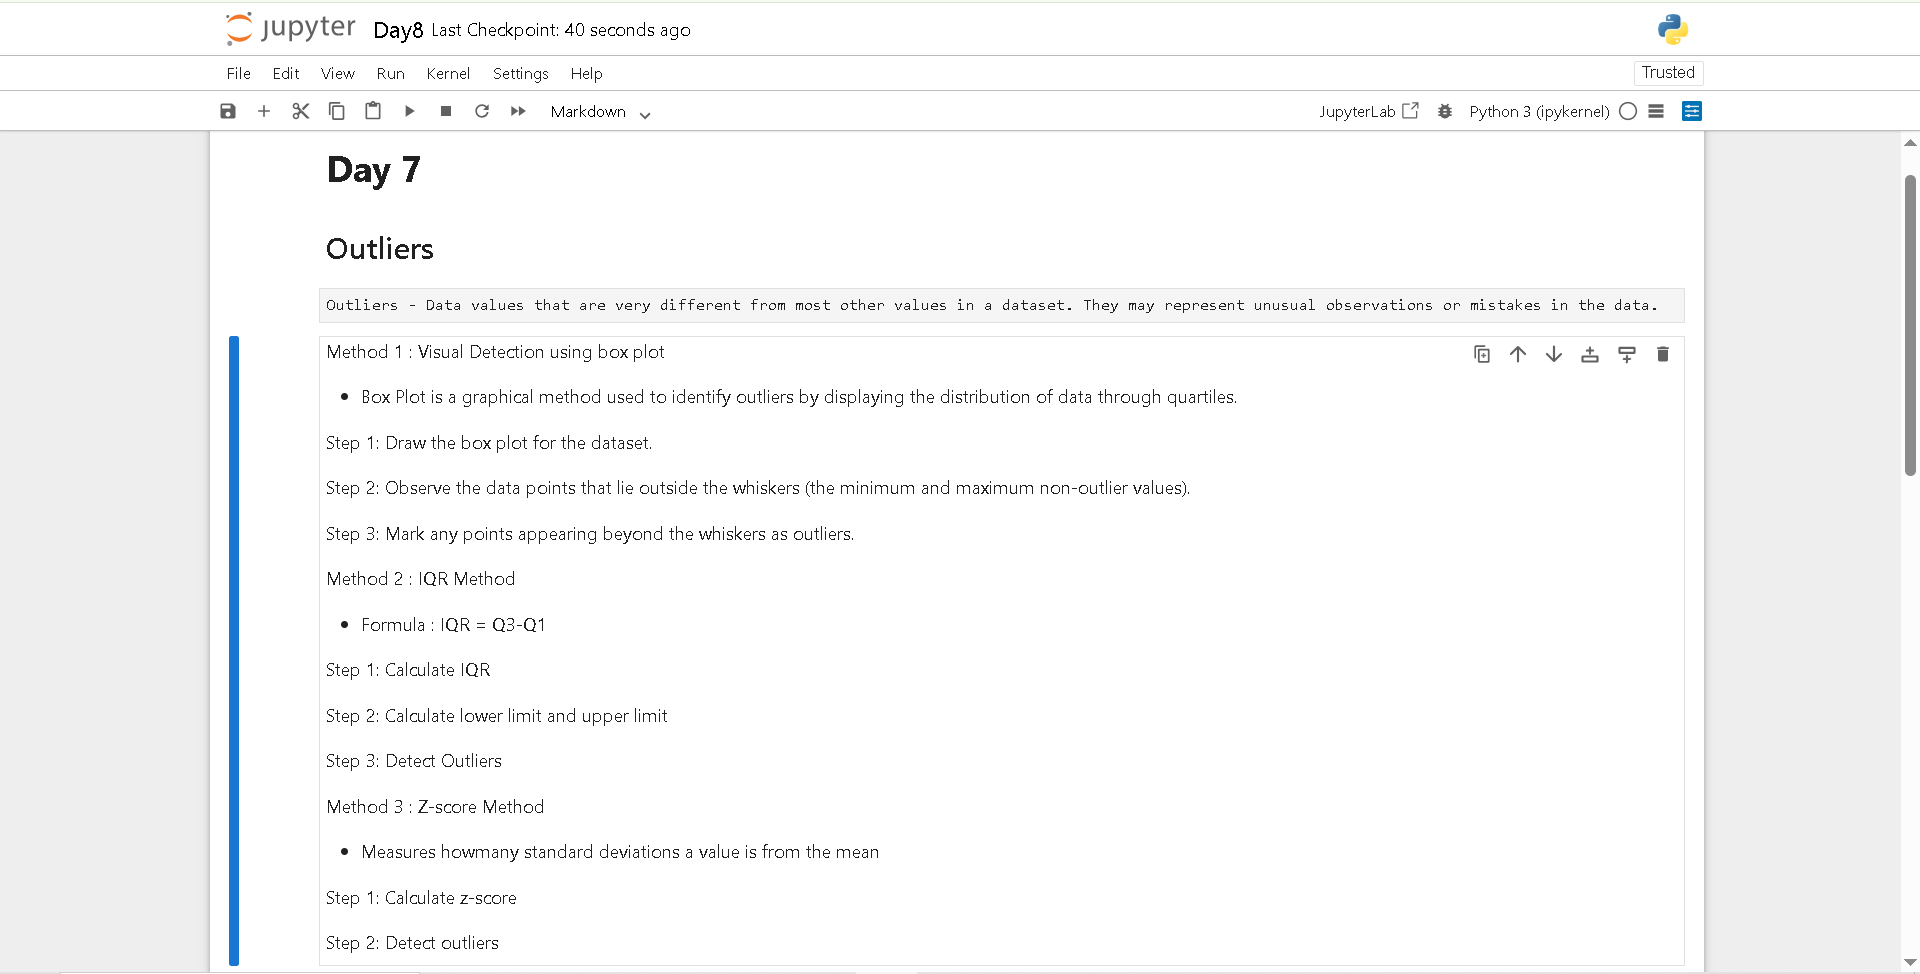 jupyter Day8 Last Checkpoint: 40 seconds ago
File Edit View Run Kernel Settings Help Trusted
Markdown JupyterLab Python 3 (ipykernel)
Day 7
Outliers
Outliers - Data values that are very different from most other values in a dataset. They may represent unusual observations or mistakes in the data.
Method 1 : Visual Detection using box plot
• Box Plot is a graphical method used to identify outliers by displaying the distribution of data through quartiles.
Step 1: Draw the box plot for the dataset.
Step 2: Observe the data points that lie outside the whiskers (the minimum and maximum non-outlier values).
Step 3: Mark any points appearing beyond the whiskers as outliers.
Method 2 : IQR Method
• Formula : IQR = Q3-Q1
Step 1: Calculate IQR
Step 2: Calculate lower limit and upper limit
Step 3: Detect Outliers
Method 3 : Z-score Method
• Measures howmany standard deviations a value is from the mean
Step 1: Calculate z-score
Step 2: Detect outliers